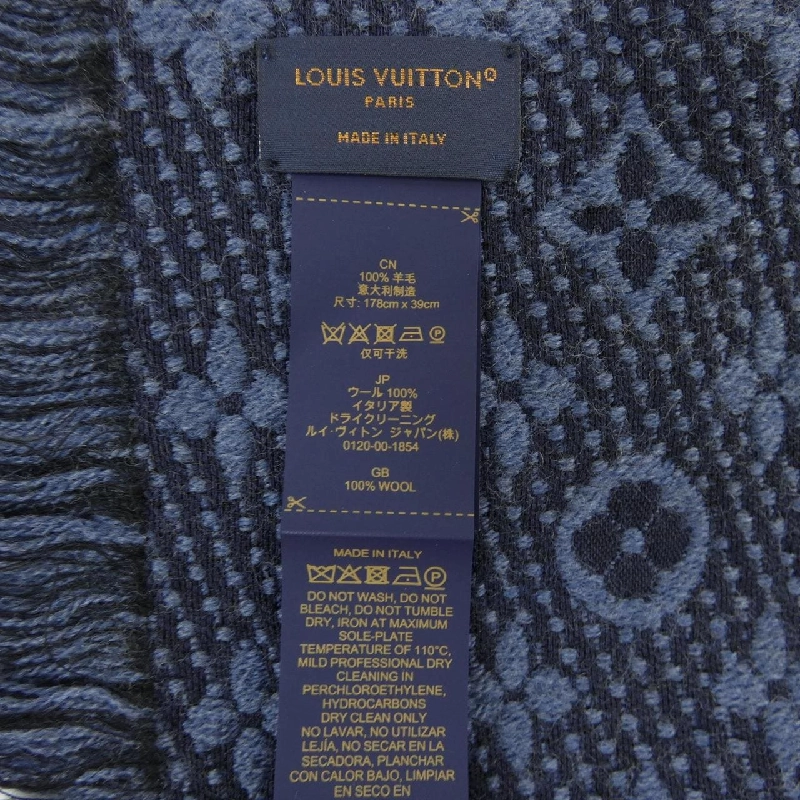 LOUIS VUITTON®
PARIS
MADE IN ITALY
CN
100% 羊毛
意大利制造
尺寸: 178cm x 39cm
仅可干洗
JP
ウール 100%
イタリア製
ドライクリーニング
ルイ・ヴィトン ジャパン(株)
0120-00-1854
GB
100% WOOL
MADE IN ITALY
DO NOT WASH, DO NOT
BLEACH, DO NOT TUMBLE
DRY, IRON AT MAXIMUM
SOLE-PLATE
TEMPERATURE OF 110°C,
MILD PROFESSIONAL DRY
CLEANING IN
PERCHLOROETHYLENE,
HYDROCARBONS
DRY CLEAN ONLY
NO LAVAR, NO UTILIZAR
LEJÍA, NO SECAR EN LA
SECADORA, PLANCHAR
CON CALOR BAJO, LIMPIAR
EN SECO EN